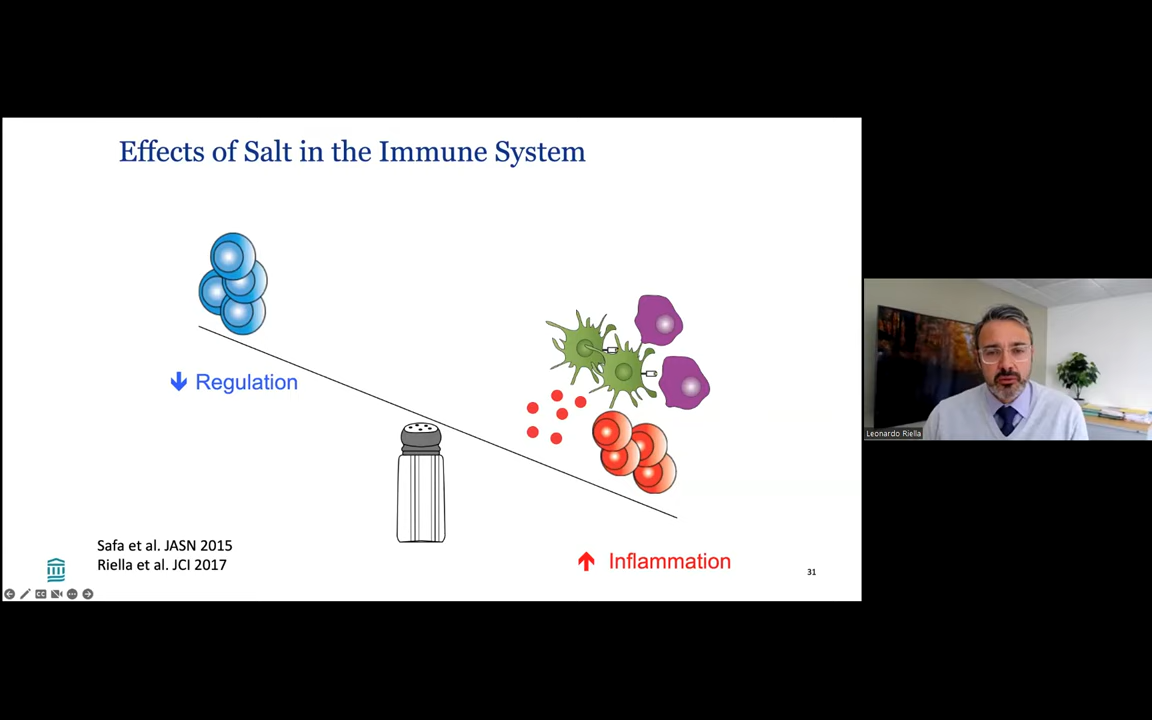 Effects of Salt in the Immune System
Regulation
Safa et al. JASN 2015
Riella et al. JCI 2017
Inflammation
31
CC
Leonardo Riella